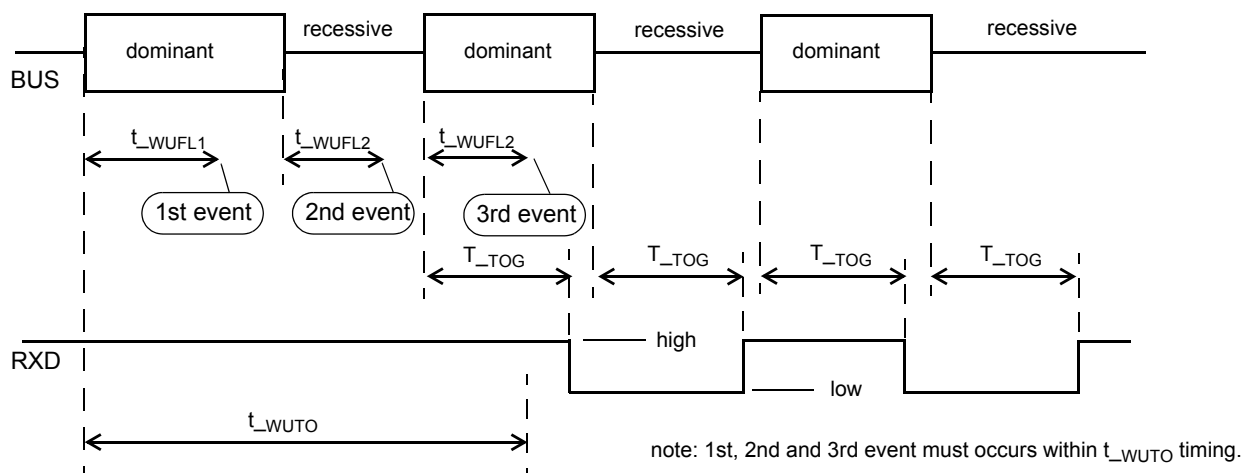 recessive
recessive
recessive
dominant
dominant
dominant
BUS
t_WUFL1
t_WUFL2
t_WUFL2
1st event
2nd event
3rd event
T_TOG
T_TOG
T_TOG
T_TOG
high
RXD
low
t_WUTO
note: 1st, 2nd and 3rd event must occurs within t_WUTO timing.